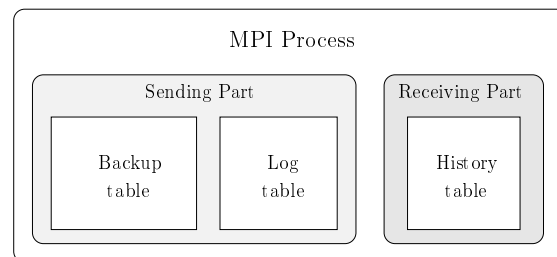 MPI Process
Sending Part
Receiving Part
Backup
table
Log
table
History
table